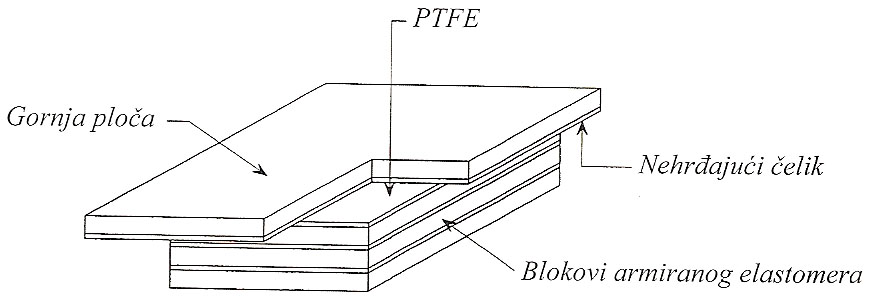 PTFE
Gornja ploča
Nehrđajući čelik
Blokovi armiranog elastomera